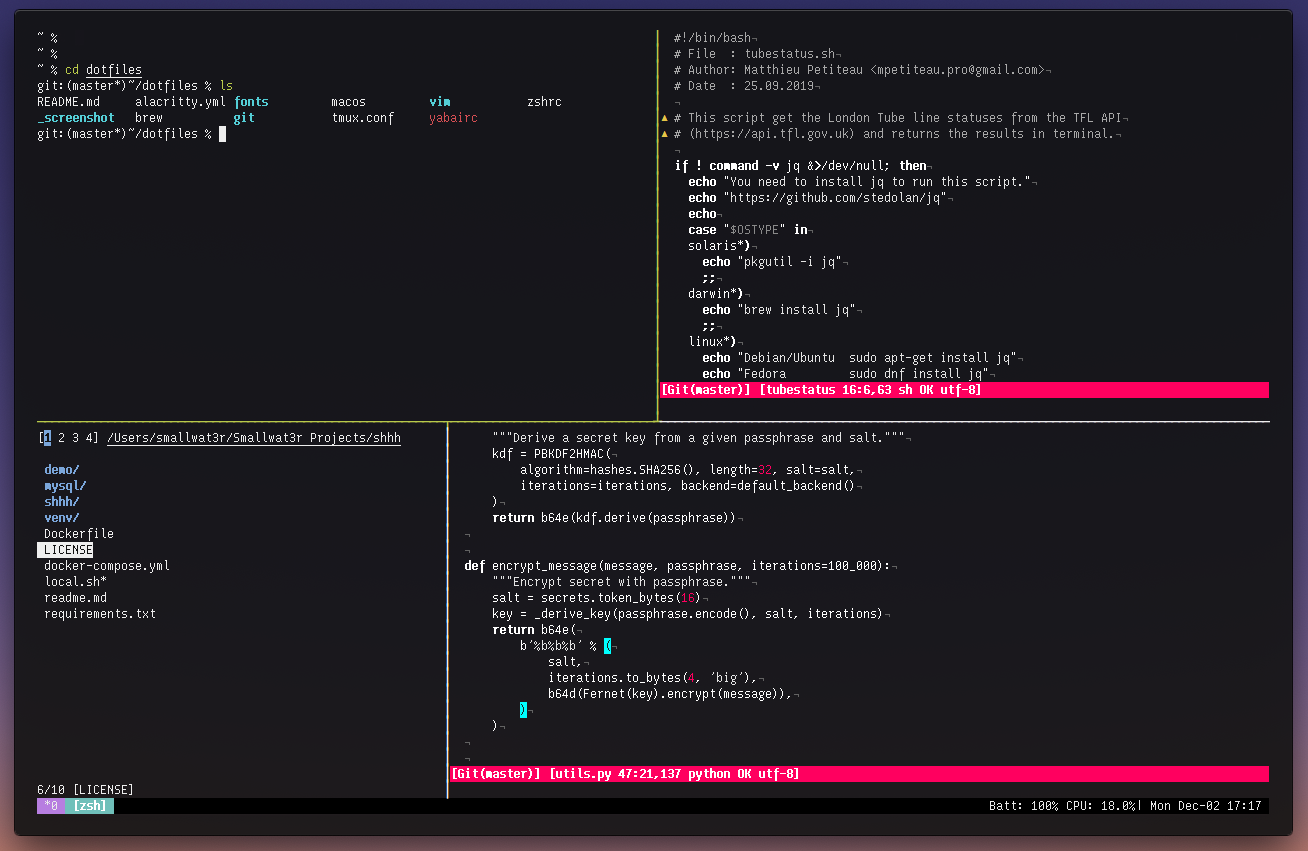 ~ %
~ %
~ % cd dotfiles
git:(master*)~/dotfiles % ls
README.md     alacritty.yml fonts         macos         vim           zshrc
_screenshot   brew          git           tmux.conf     yabairc
git:(master*)~/dotfiles %
#!/bin/bash¬
# File  : tubestatus.sh¬
# Author: Matthieu Petiteau <mpetiteau.pro@gmail.com>¬
# Date  : 25.09.2019¬
¬
▲ # This script get the London Tube line statuses from the TFL API¬
▲ # (https://api.tfl.gov.uk) and returns the results in terminal.¬
¬
if ! command -v jq &>/dev/null; then¬
  echo "You need to install jq to run this script."¬
  echo "https://github.com/stedolan/jq"¬
  echo¬
  case "$OSTYPE" in¬
  solaris*)¬
    echo "pkgutil -i jq"¬
    ;;¬
  darwin*)¬
    echo "brew install jq"¬
    ;;¬
  linux*)¬
    echo "Debian/Ubuntu  sudo apt-get install jq"¬
    echo "Fedora         sudo dnf install jq"¬
[Git(master)] [tubestatus 16:6,63 sh OK utf-8]
[1 2 3 4] /Users/smallwat3r/Smallwat3r Projects/shhh
demo/
mysql/
shhh/
venv/
Dockerfile
LICENSE
docker-compose.yml
local.sh*
readme.md
requirements.txt
6/10 [LICENSE]
    """Derive a secret key from a given passphrase and salt."""¬
    kdf = PBKDF2HMAC(¬
        algorithm=hashes.SHA256(), length=32, salt=salt,¬
        iterations=iterations, backend=default_backend()¬
    )¬
    return b64e(kdf.derive(passphrase))¬
¬
¬
def encrypt_message(message, passphrase, iterations=100_000):¬
    """Encrypt secret with passphrase."""¬
    salt = secrets.token_bytes(16)¬
    key = _derive_key(passphrase.encode(), salt, iterations)¬
    return b64e(¬
        b'%b%b%b' % (¬
            salt,¬
            iterations.to_bytes(4, 'big'),¬
            b64d(Fernet(key).encrypt(message)),¬
        )¬
    )¬
¬
¬
[Git(master)] [utils.py 47:21,137 python OK utf-8]
*0 [zsh]
Batt: 100% CPU: 18.0%| Mon Dec-02 17:17